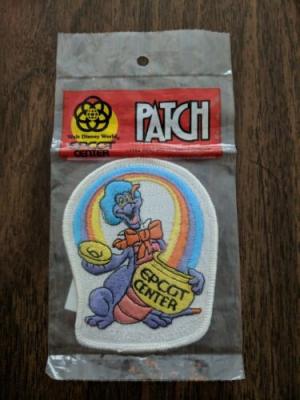 PATCH
Walt Disney World
EPCOT
CENTER
EPCOT
CENTER